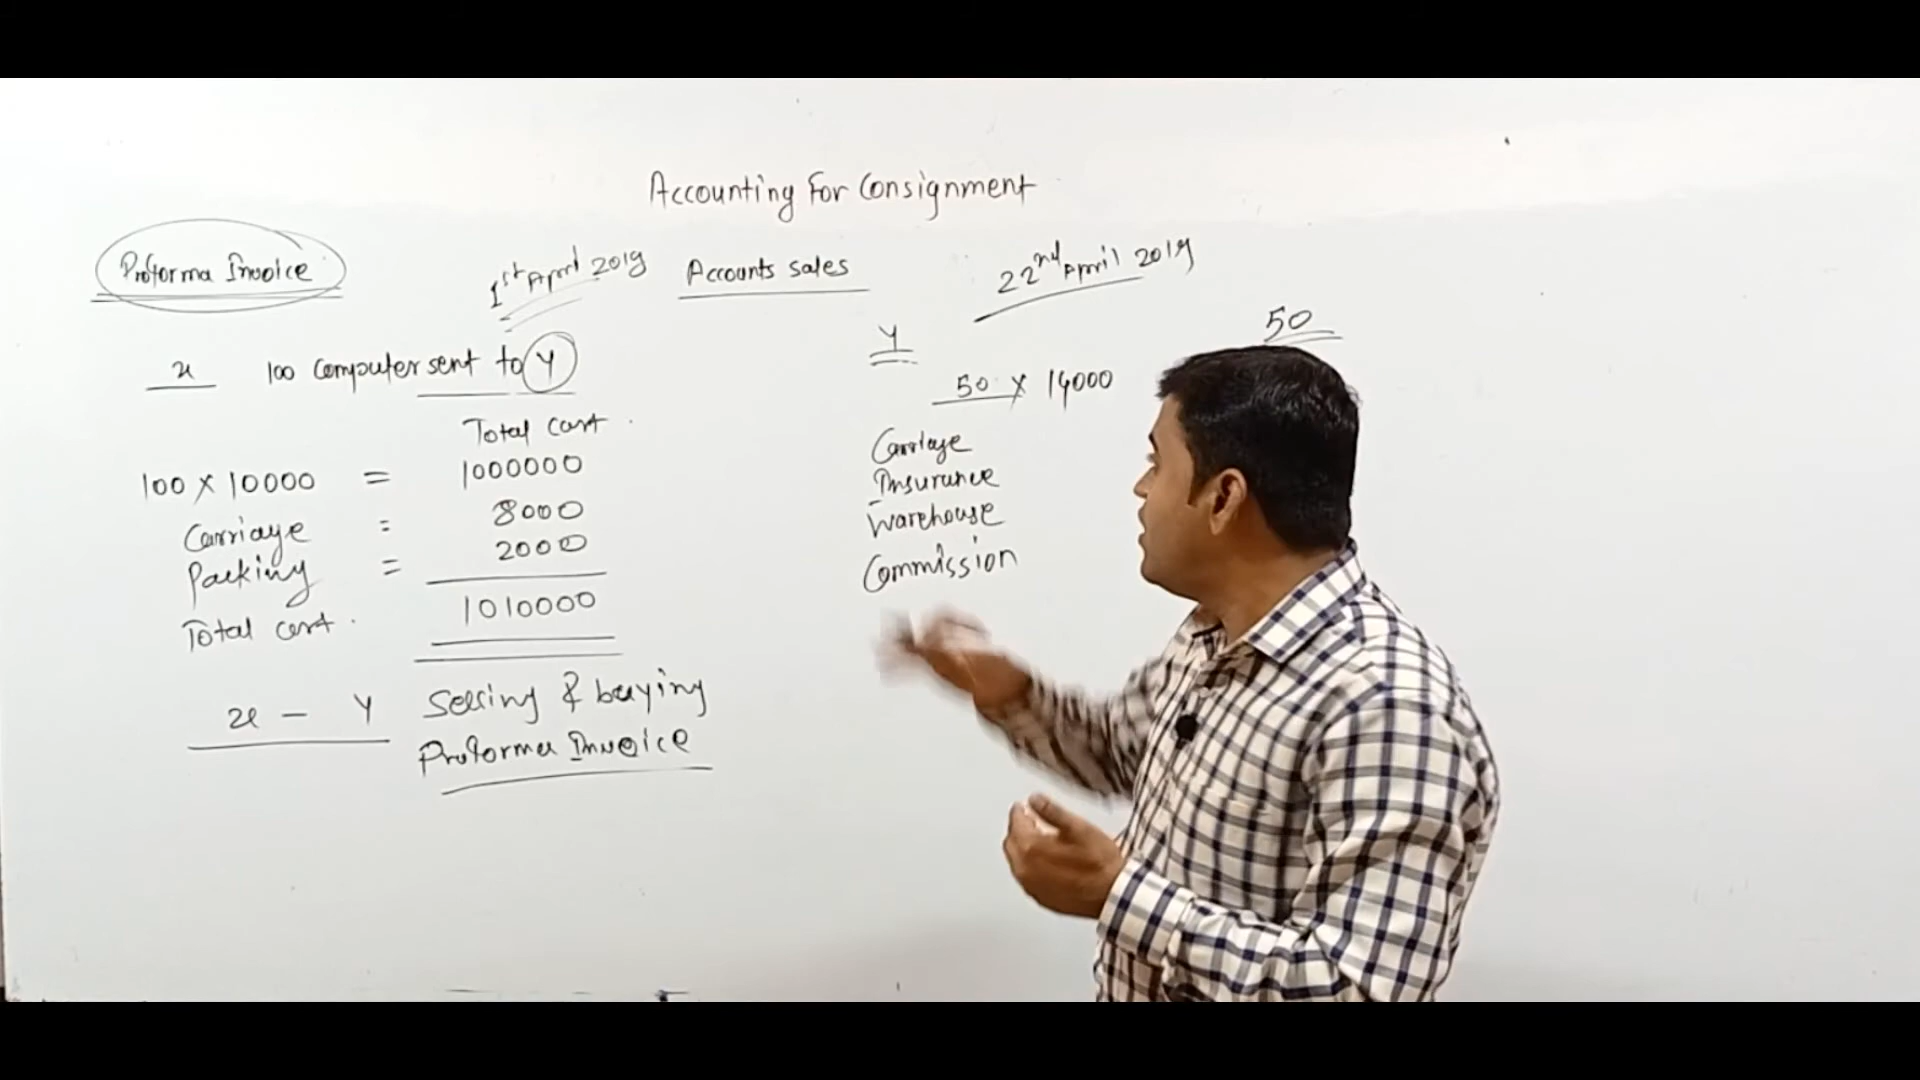 Accounting For Consignment
Proforma Invoice
1st April 2019
Accounts sales
22nd April 2019
x 100 Computer sent to Y
Total cost
100 x 10000 = 1000000
Carriage = 8000
Packing = 2000
Total cost 1010000
x - Y Selling & buying
Proforma Invoice
Y
50
50 x 14000
Carriage
Insurance
Warehouse
Commission